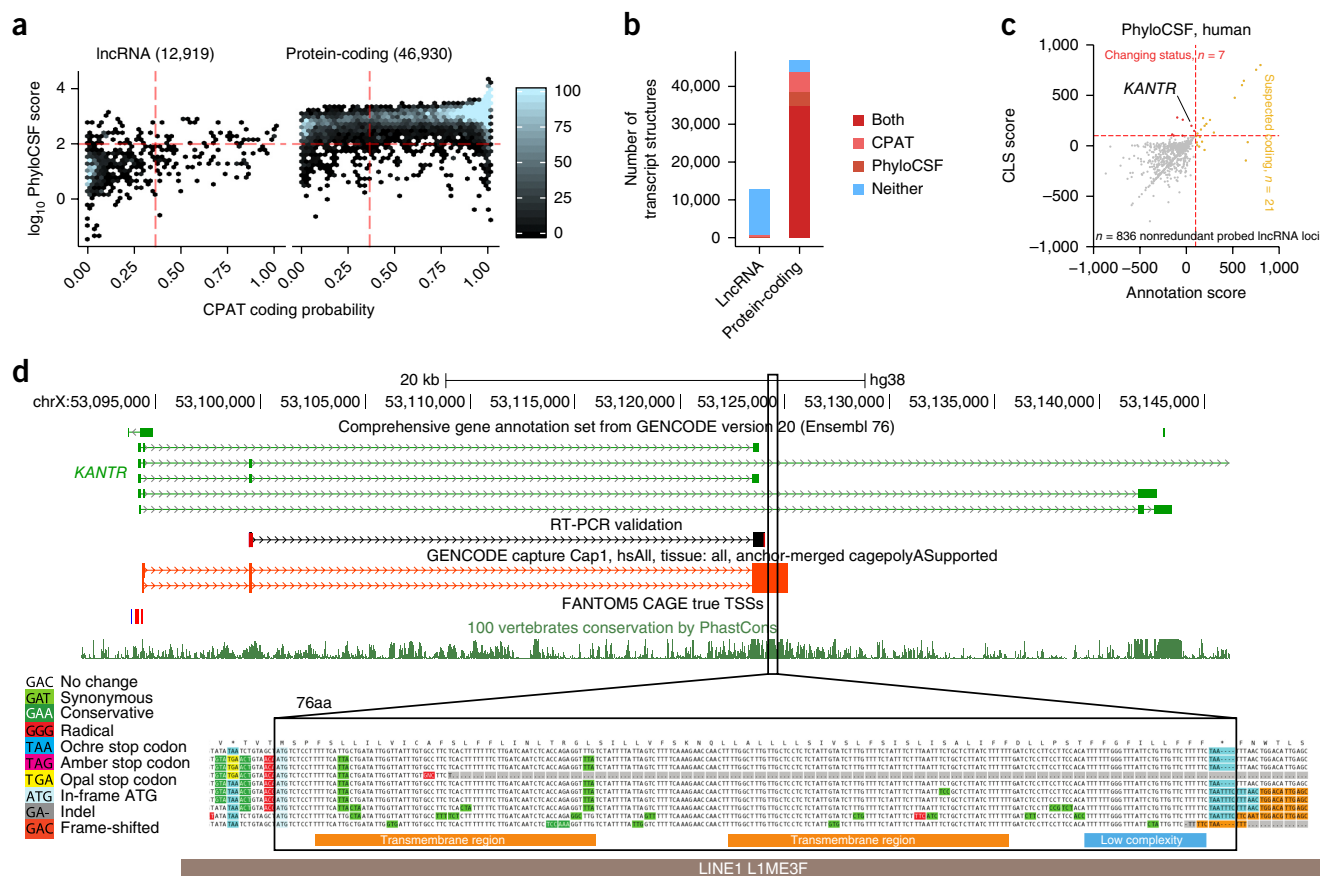 a
lncRNA (12,919)
Protein-coding (46,930)
log10 PhyloCSF score
4
2
0
0.00
0.25
0.50
0.75
1.00
0.00
0.25
0.50
0.75
1.00
CPAT coding probability
100
75
50
25
0
b
Number of
transcript structures
40,000
30,000
20,000
10,000
0
LncRNA
Protein-coding
Both
CPAT
PhyloCSF
Neither
c
PhyloCSF, human
Changing status, n = 7
KANTR
Suspected coding, n = 21
CLS score
1,000
500
0
−500
−1,000
n = 836 nonredundant probed lncRNA loci
−1,000
−500
0
500
1,000
Annotation score
d
20 kb
hg38
chrX:53,095,000
53,100,000
53,105,000
53,110,000
53,115,000
53,120,000
53,125,000
53,130,000
53,135,000
53,140,000
53,145,000
Comprehensive gene annotation set from GENCODE version 20 (Ensembl 76)
KANTR
RT-PCR validation
GENCODE capture Cap1, hsAll, tissue: all, anchor-merged cagepolyASupported
FANTOM5 CAGE true TSSs
100 vertebrates conservation by PhastCons
GAC No change
GAT Synonymous
GAA Conservative
GGG Radical
TAA Ochre stop codon
TAG Amber stop codon
TGA Opal stop codon
ATG In-frame ATG
GA- Indel
GAC Frame-shifted
76aa
V * T V T M S P F S L L I L V I C A F S L F F L I N L T R G L S I L L V F S K N Q L L A L L L L S I V S L F S I S L I S A L I F F D L L P S T F F G F I L L F F F * F N W T L S
Transmembrane region
Transmembrane region
Low complexity
LINE1 L1ME3F